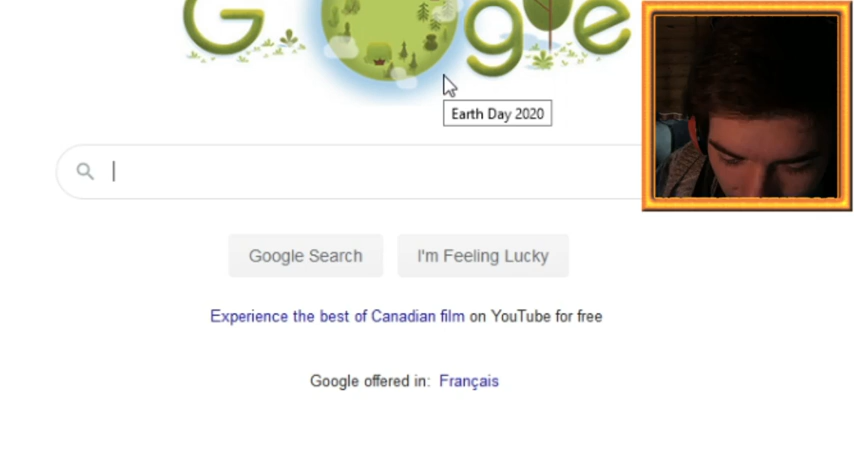 Google
Earth Day 2020
Google Search
I'm Feeling Lucky
Experience the best of Canadian film on YouTube for free
Google offered in: Français